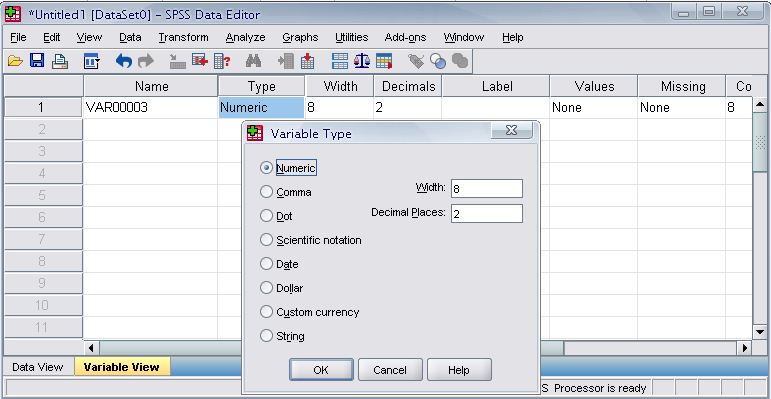 *Untitled1 [DataSet0] - SPSS Data Editor
File Edit View Data Transform Analyze Graphs Utilities Add-ons Window Help
Name Type Width Decimals Label Values Missing Co
1 VAR00003 Numeric 8 2 None None 8
2
3
4
5
6
7
8
9
10
11
Variable Type
Numeric
Comma
Dot
Scientific notation
Date
Dollar
Custom currency
String
Width: 8
Decimal Places: 2
OK Cancel Help
Data View Variable View
S Processor is ready